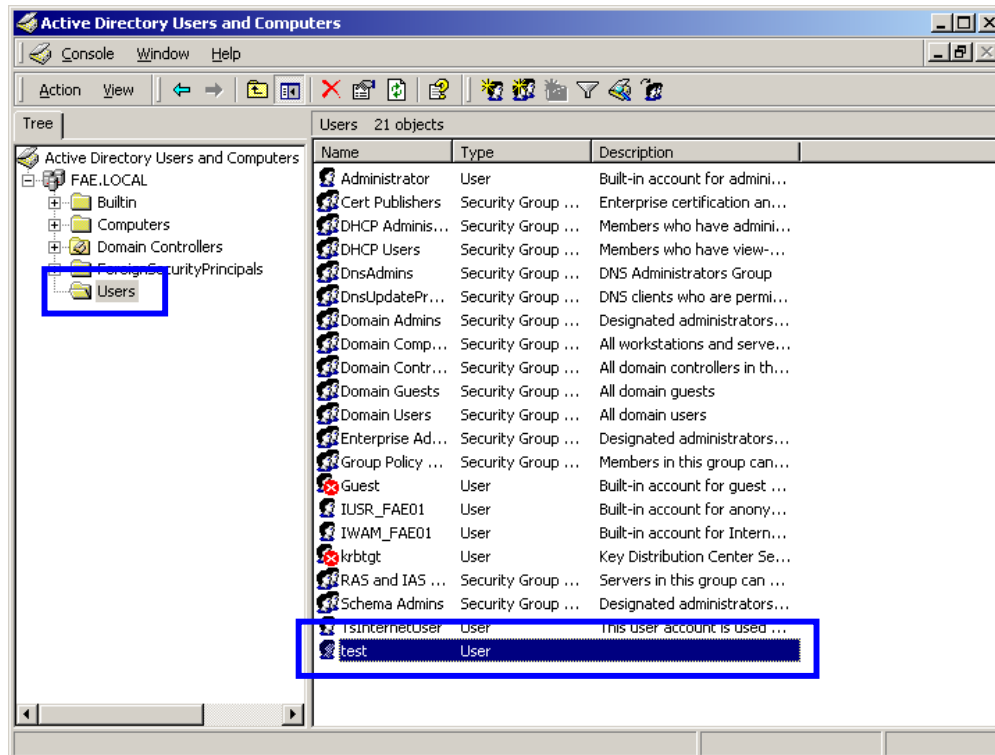 Active Directory Users and Computers
Console Window Help
Action View
Tree
Users 21 objects
Active Directory Users and Computers
FAE.LOCAL
Builtin
Computers
Domain Controllers
ForeignSecurityPrincipals
Users
Name Type Description
Administrator User Built-in account for admini...
Cert Publishers Security Group ... Enterprise certification an...
DHCP Adminis... Security Group ... Members who have admini...
DHCP Users Security Group ... Members who have view-...
DnsAdmins Security Group ... DNS Administrators Group
DnsUpdatePr... Security Group ... DNS clients who are permi...
Domain Admins Security Group ... Designated administrators...
Domain Comp... Security Group ... All workstations and serve...
Domain Contr... Security Group ... All domain controllers in th...
Domain Guests Security Group ... All domain guests
Domain Users Security Group ... All domain users
Enterprise Ad... Security Group ... Designated administrators...
Group Policy ... Security Group ... Members in this group can...
Guest User Built-in account for guest ...
IUSR_FAE01 User Built-in account for anony...
IWAM_FAE01 User Built-in account for Intern...
krbtgt User Key Distribution Center Se...
RAS and IAS ... Security Group ... Servers in this group can ...
Schema Admins Security Group ... Designated administrators...
TsInternetUser User This user account is used ...
test User